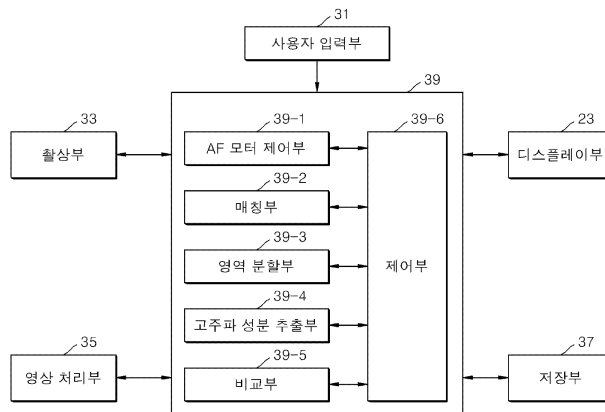 31
사용자 입력부
39
33
촬상부
39-1
AF 모터 제어부
39-6
제어부
23
디스플레이부
39-2
매칭부
39-3
영역 분할부
39-4
고주파 성분 추출부
35
영상 처리부
39-5
비교부
37
저장부